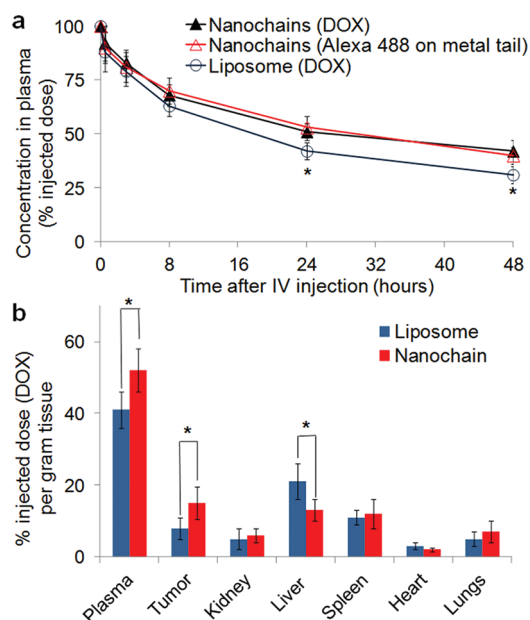 a
Nanochains (DOX)
Nanochains (Alexa 488 on metal tail)
Liposome (DOX)
Concentration in plasma
(% injected dose)
100
75
50
25
0
*
*
0 8 16 24 32 40 48
Time after IV injection (hours)
b
Liposome
Nanochain
% injected dose (DOX)
per gram tissue
60
40
20
0
*
*
*
Plasma
Tumor
Kidney
Liver
Spleen
Heart
Lungs